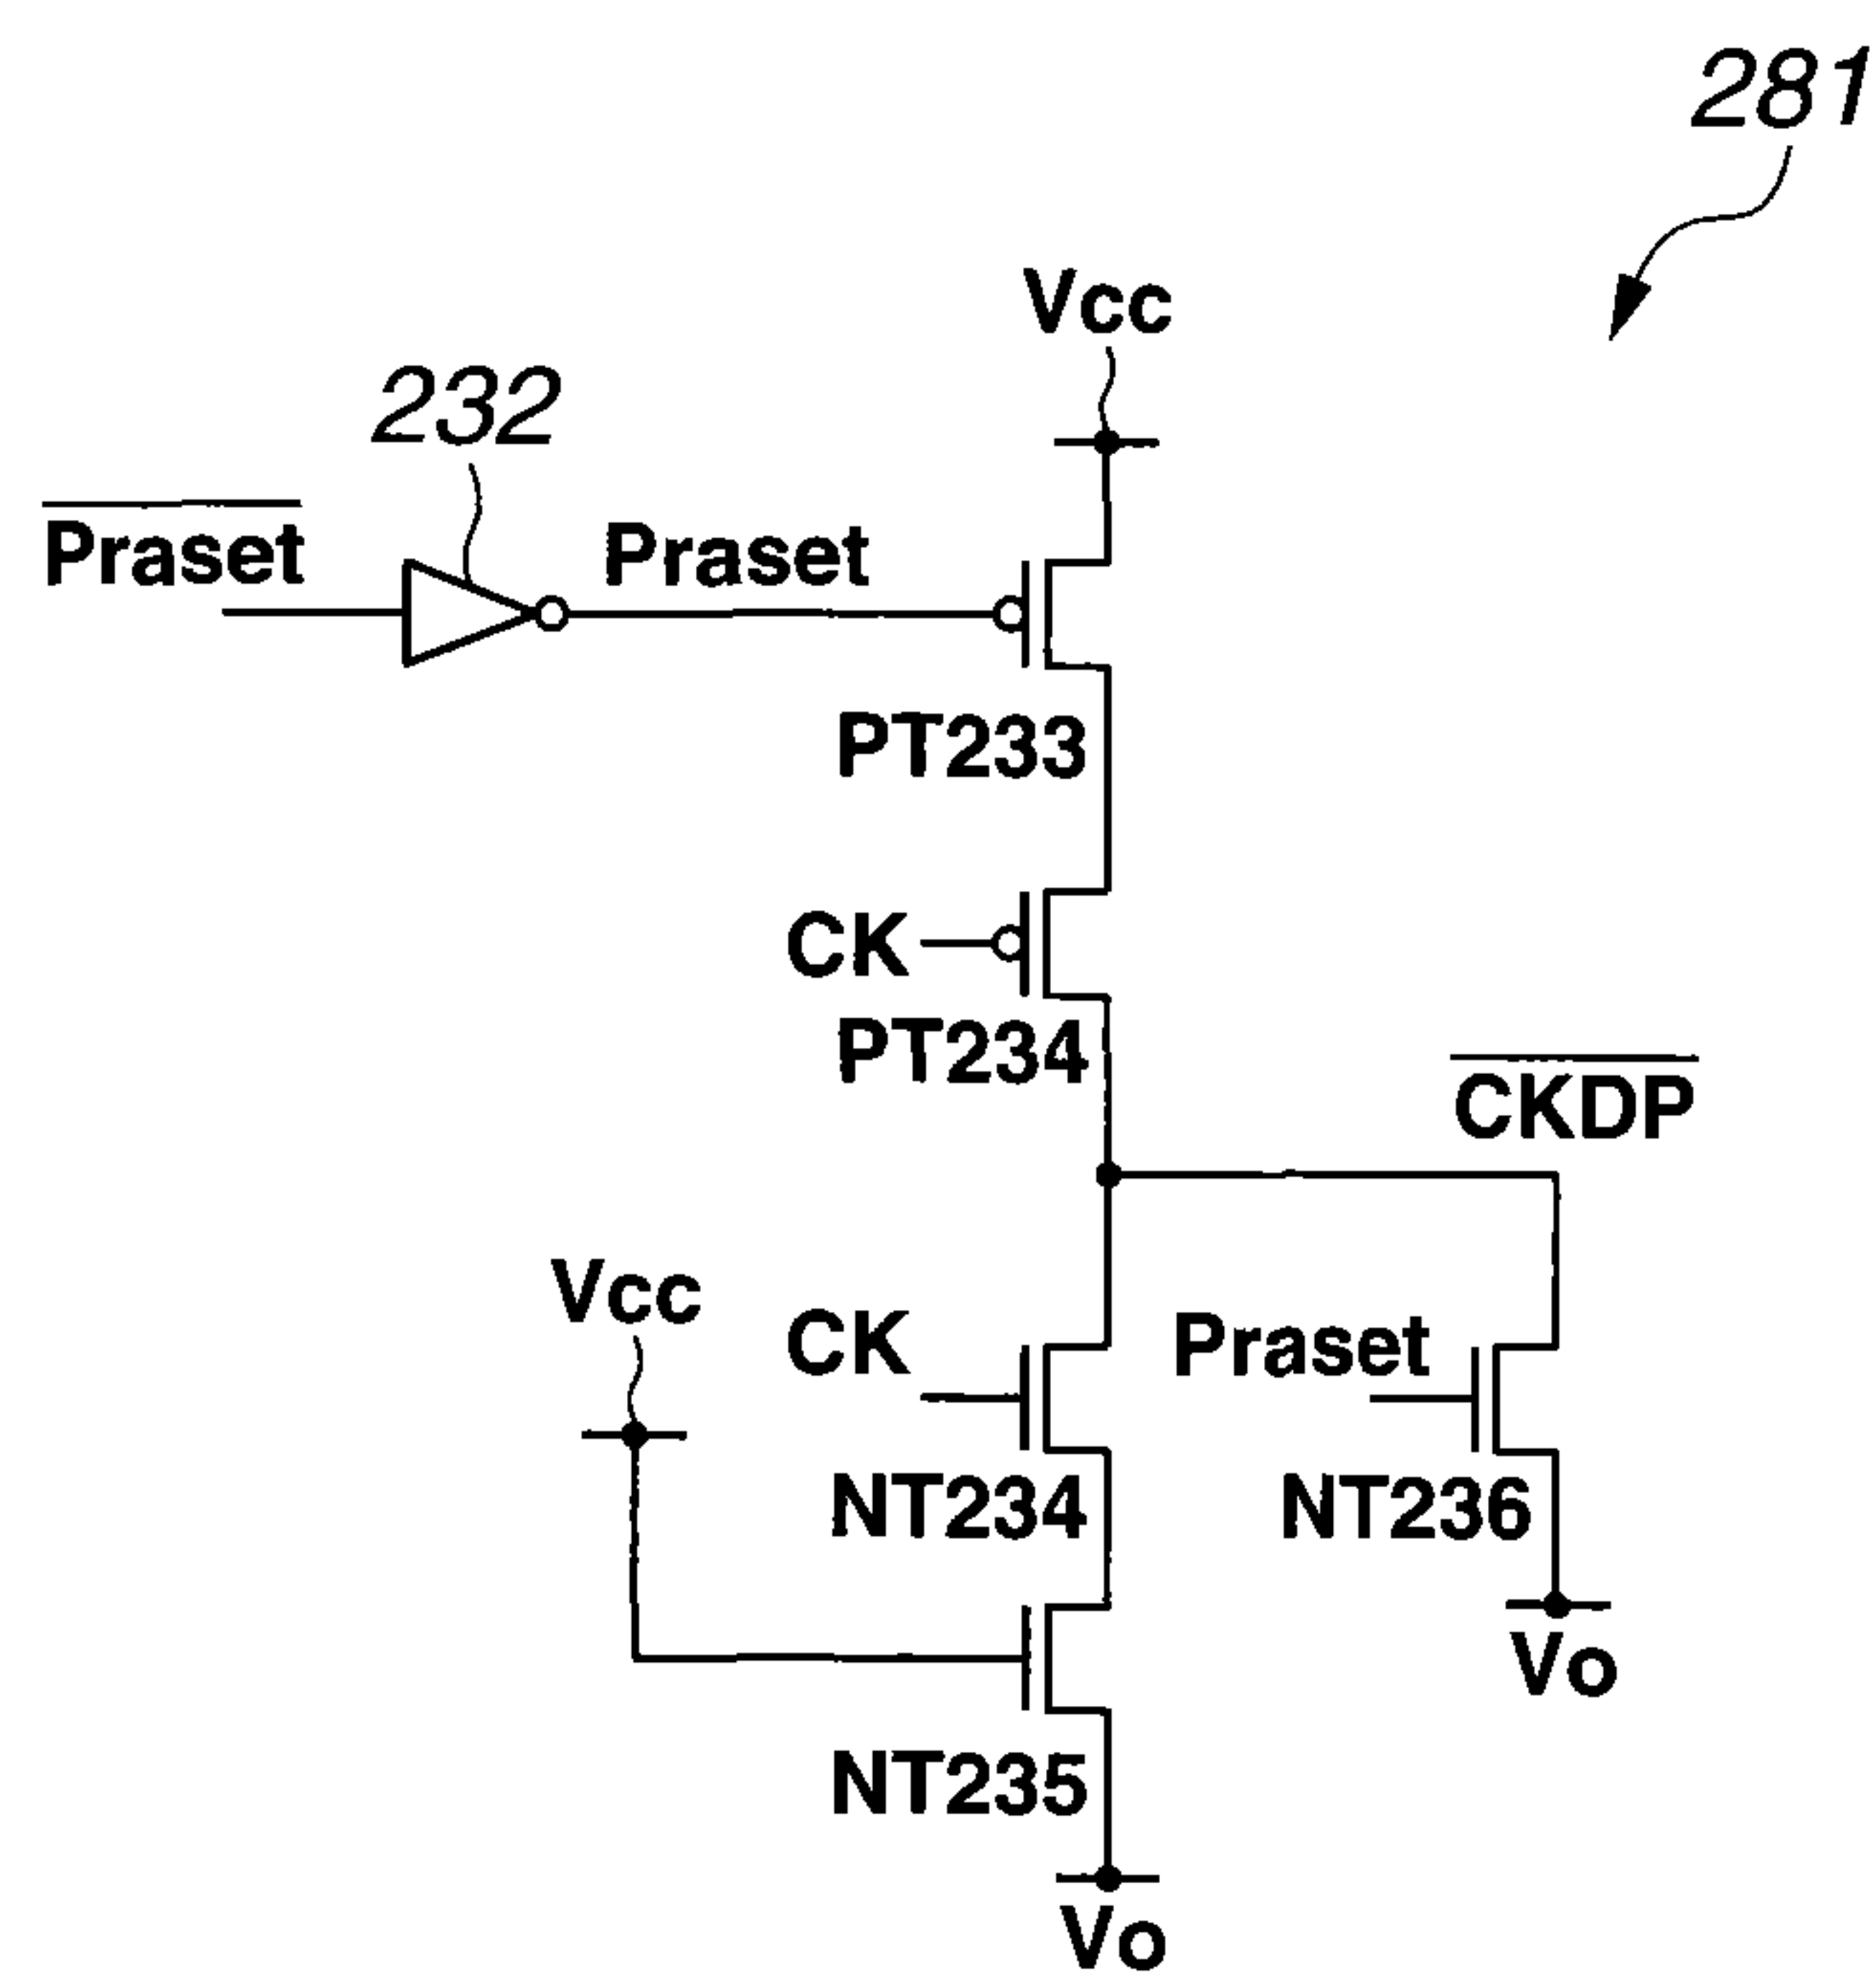 281
Vcc
232
Praset
Praset
PT233
CK
PT234
CKDP
Vcc
CK
Praset
NT234
NT236
Vo
NT235
Vo